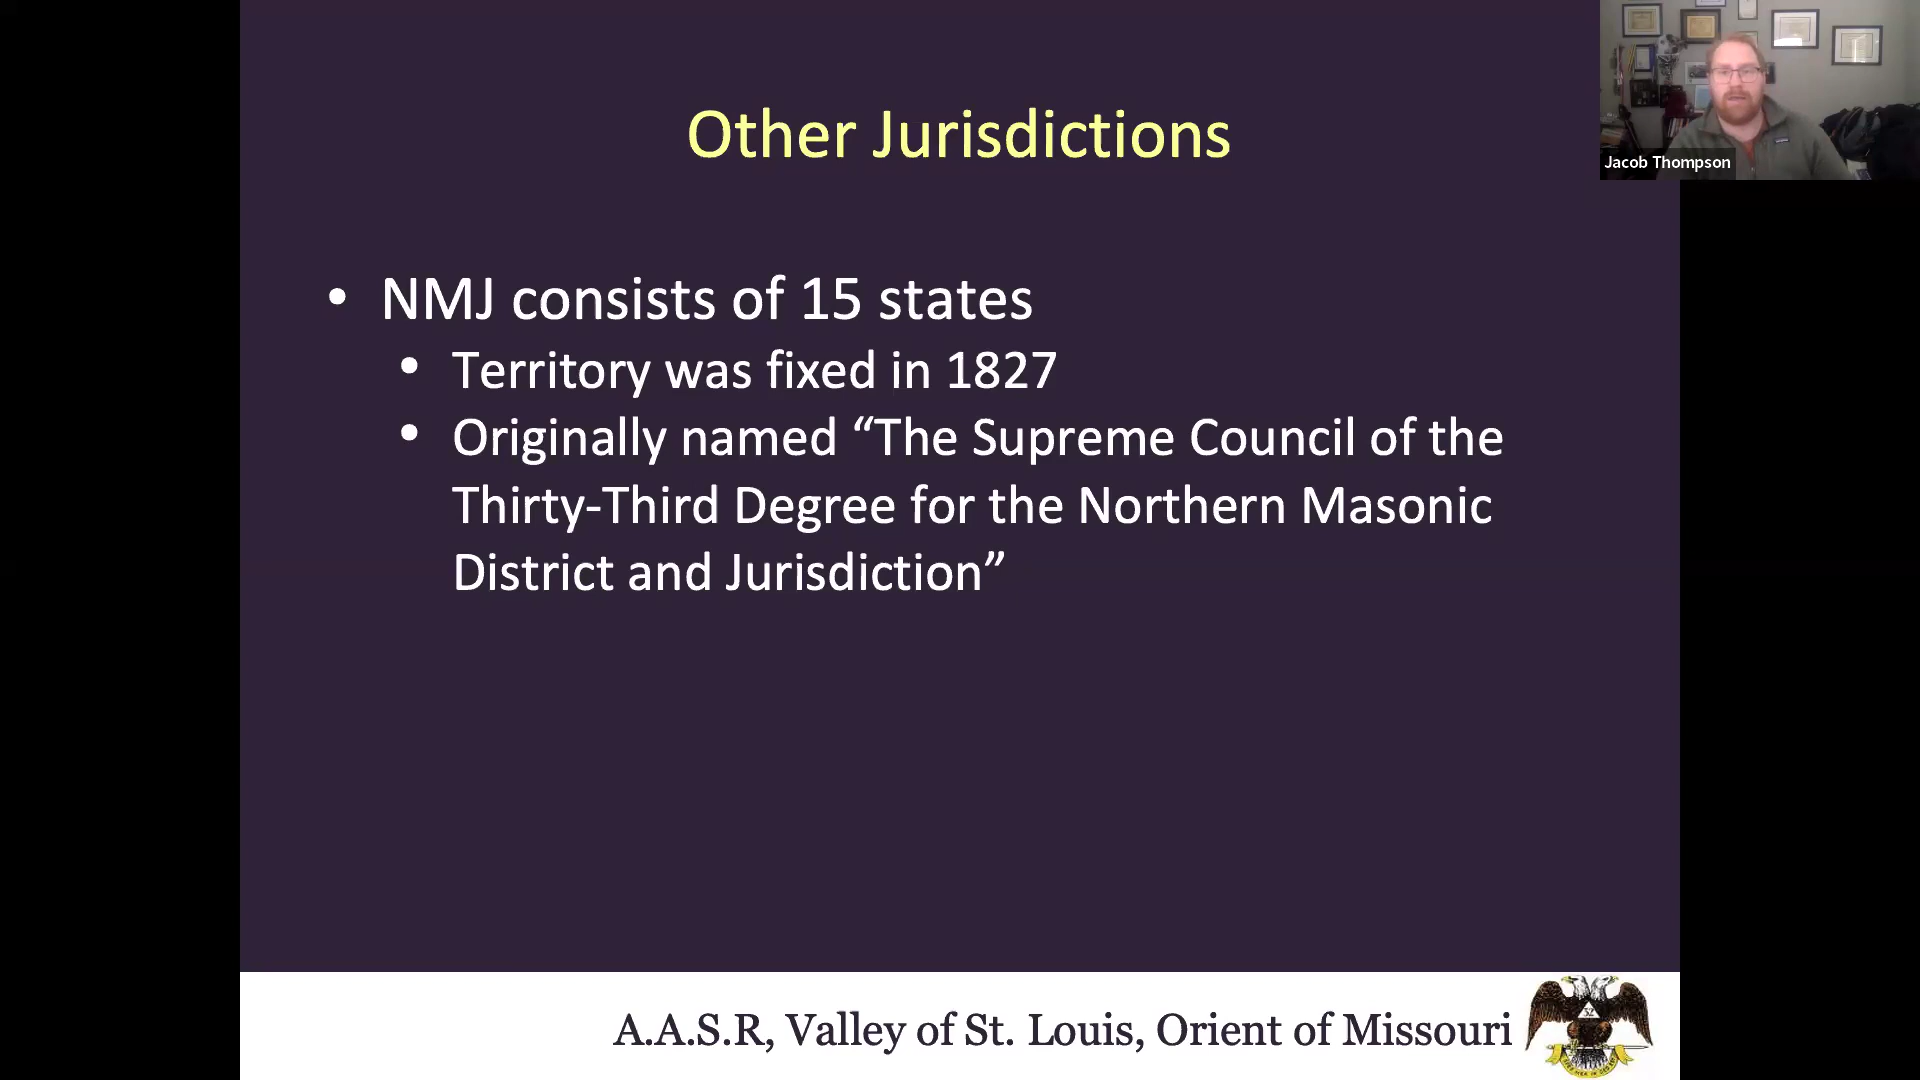 Other Jurisdictions
Jacob Thompson
• NMJ consists of 15 states
• Territory was fixed in 1827
• Originally named “The Supreme Council of the
Thirty-Third Degree for the Northern Masonic
District and Jurisdiction”
A.A.S.R, Valley of St. Louis, Orient of Missouri